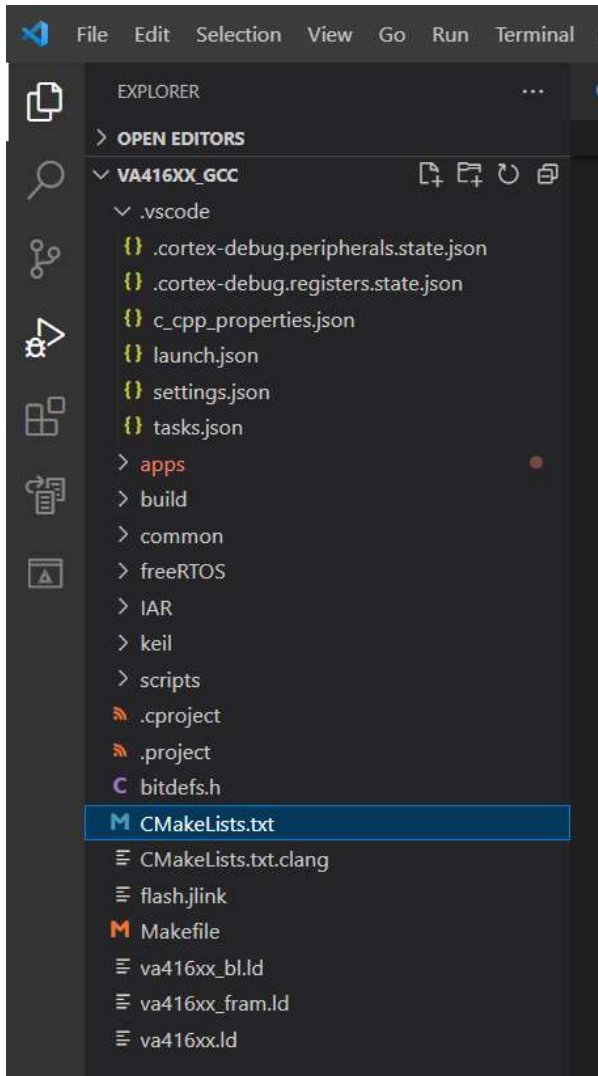 File Edit Selection View Go Run Terminal
EXPLORER
OPEN EDITORS
VA416XX_GCC
.vscode
.cortex-debug.peripherals.state.json
.cortex-debug.registers.state.json
c_cpp_properties.json
launch.json
settings.json
tasks.json
apps
build
common
freeRTOS
IAR
keil
scripts
.cproject
.project
C bitdefs.h
M CMakeLists.txt
CMakeLists.txt.clang
flash.jlink
M Makefile
va416xx_bl.ld
va416xx_fram.ld
va416xx.ld